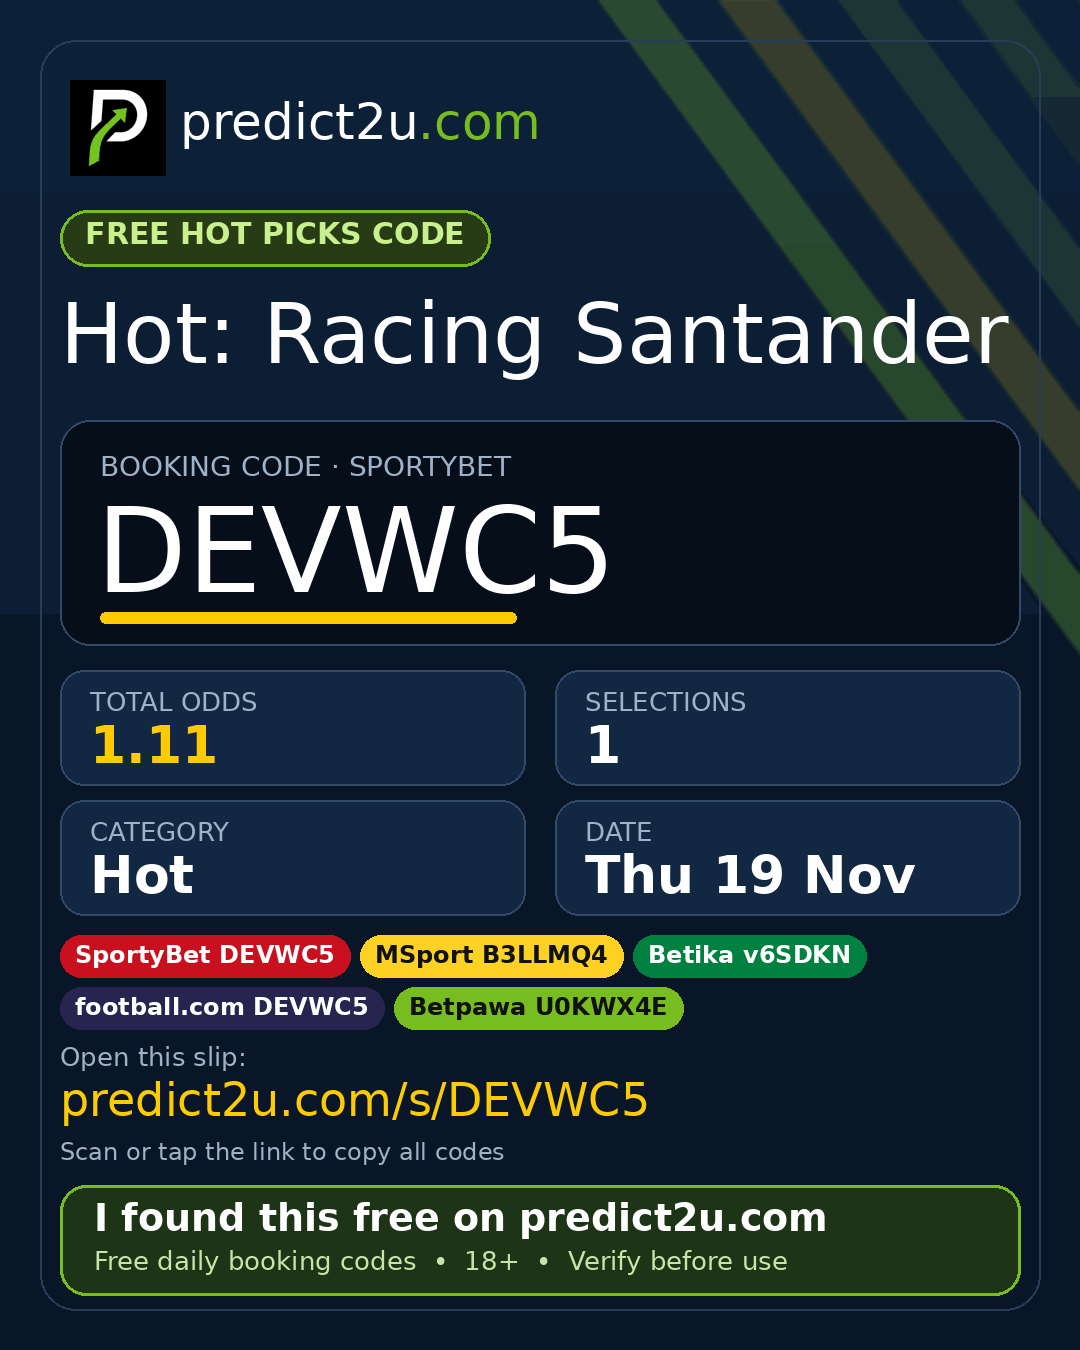 predict2u.com
FREE HOT PICKS CODE
Hot: Racing Santander
BOOKING CODE · SPORTYBET
DEVWC5
TOTAL ODDS
1.11
SELECTIONS
1
CATEGORY
Hot
DATE
Thu 19 Nov
SportyBet DEVWC5
MSport B3LLMQ4
Betika v6SDKN
football.com DEVWC5
Betpawa U0KWX4E
Open this slip:
predict2u.com/s/DEVWC5
Scan or tap the link to copy all codes
I found this free on predict2u.com
Free daily booking codes • 18+ • Verify before use